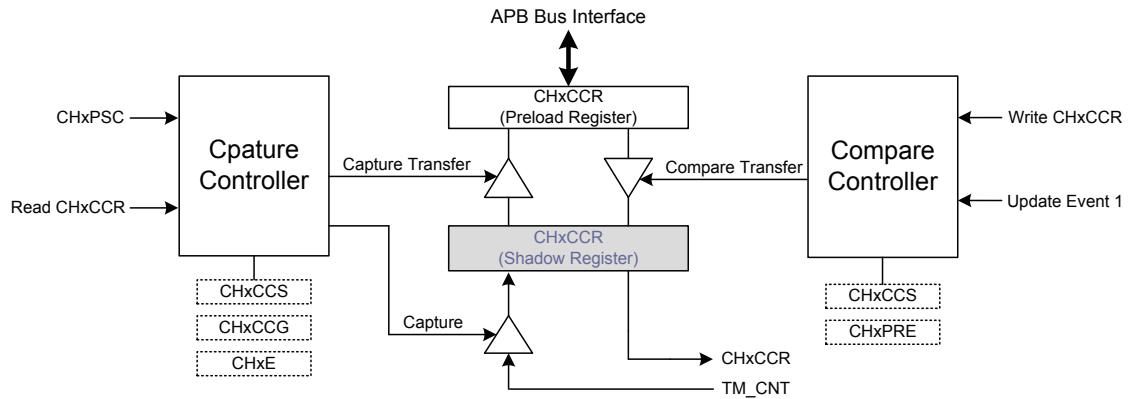 APB Bus Interface
CHxCCR
(Preload Register)
CHxPSC
Read CHxCCR
Cpature
Controller
Capture Transfer
Compare Transfer
Compare
Controller
Write CHxCCR
Update Event 1
CHxCCR
(Shadow Register)
CHxCCS
CHxCCG
CHxE
Capture
CHxCCS
CHxPRE
CHxCCR
TM_CNT